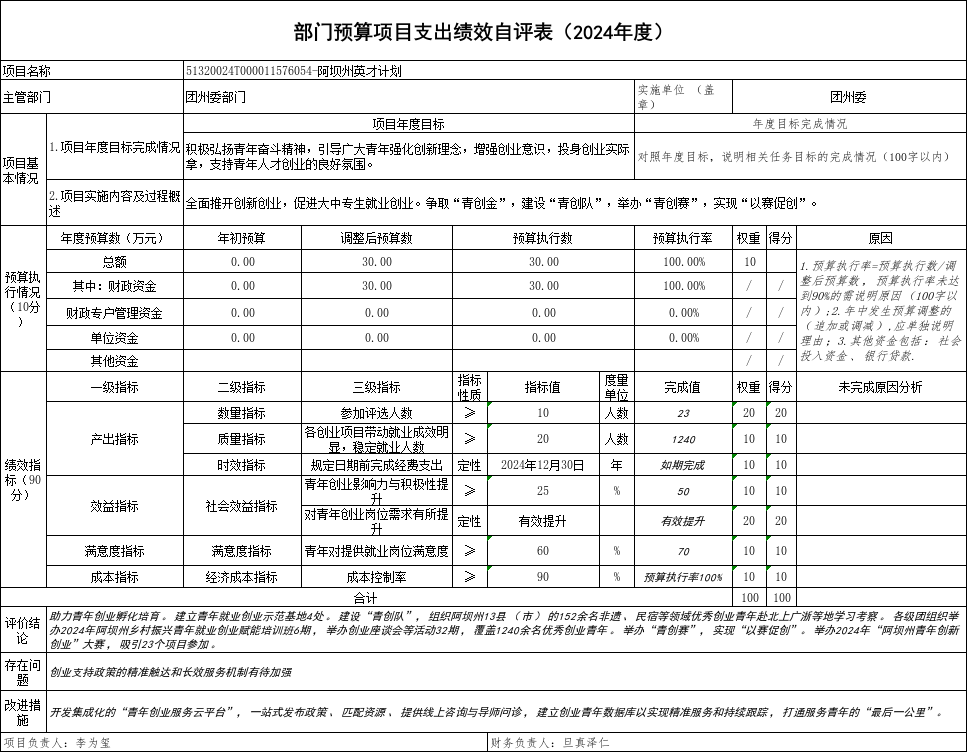 部门预算项目支出绩效自评表（2024年度）
项目名称 51320024T000011576054-阿坝州英才计划
主管部门 团州委部门 实施单位 （盖章） 团州委
项目基本情况
1.项目年度目标完成情况 项目年度目标 年度目标完成情况
积极弘扬青年奋斗精神，引导广大青年强化创新理念，增强创业意识，投身创业实际
拿，支持青年人才创业的良好氛围。
对照年度目标，说明相关任务目标的完成情况（100字以内）
2.项目实施内容及过程概
述
全面推开创新创业，促进大中专生就业创业。争取“青创金”，建设“青创队”，举办“青创赛”，实现“以赛促创”。
预算执行情况（10分）
年度预算数（万元） 年初预算 调整后预算数 预算执行数 预算执行率 权重 得分 原因
总额 0.00 30.00 30.00 100.00% 10
其中：财政资金 0.00 30.00 30.00 100.00% / /
财政专户管理资金 0.00 0.00 0.00 0.00% / /
单位资金 0.00 0.00 0.00 0.00% / /
其他资金 / /
1.预算执行率=预算执行数/调
整后预算数，预算执行率未达
到90%的需说明原因（100字以
内）；2.年中发生预算调整的
（追加或调减），应单独说明
理由；3.其他资金包括：社会
投入资金、银行贷款.
绩效指标（90分）
一级指标 二级指标 三级指标 指标性质 指标值 度量单位 完成值 权重 得分 未完成原因分析
产出指标 数量指标 参加评选人数 ≥ 10 人数 23 20 20
质量指标 各创业项目带动就业成效明显，稳定就业人数 ≥ 20 人数 1240 10 10
时效指标 规定日期前完成经费支出 定性 2024年12月30日 年 如期完成 10 10
效益指标 社会效益指标 青年创业影响力与积极性提升 ≥ 25 % 50 10 10
对青年创业岗位需求有所提升 定性 有效提升 有效提升 20 20
满意度指标 满意度指标 青年对提供就业岗位满意度 ≥ 60 % 70 10 10
成本指标 经济成本指标 成本控制率 ≥ 90 % 预算执行率100% 10 10
合计 100 100
评价结论
助力青年创业孵化培育。建立青年就业创业示范基地4处。建设“青创队”，组织阿坝州13县（市）的152余名非遗、民宿等领域优秀创业青年赴北上广浙等地学习考察。各级团组织举
办2024年阿坝州乡村振兴青年就业创业赋能培训班6期，举办创业座谈会等活动32期，覆盖1240余名优秀创业青年。举办“青创赛”，实现“以赛促创”。举办2024年“阿坝州青年创新
创业”大赛，吸引23个项目参加。
存在问题
创业支持政策的精准触达和长效服务机制有待加强
改进措施
开发集成化的“青年创业服务云平台”，一站式发布政策、匹配资源、提供线上咨询与导师问诊，建立创业青年数据库以实现精准服务和持续跟踪，打通服务青年的“最后一公里”。
项目负责人：李为玺 财务负责人：旦真泽仁